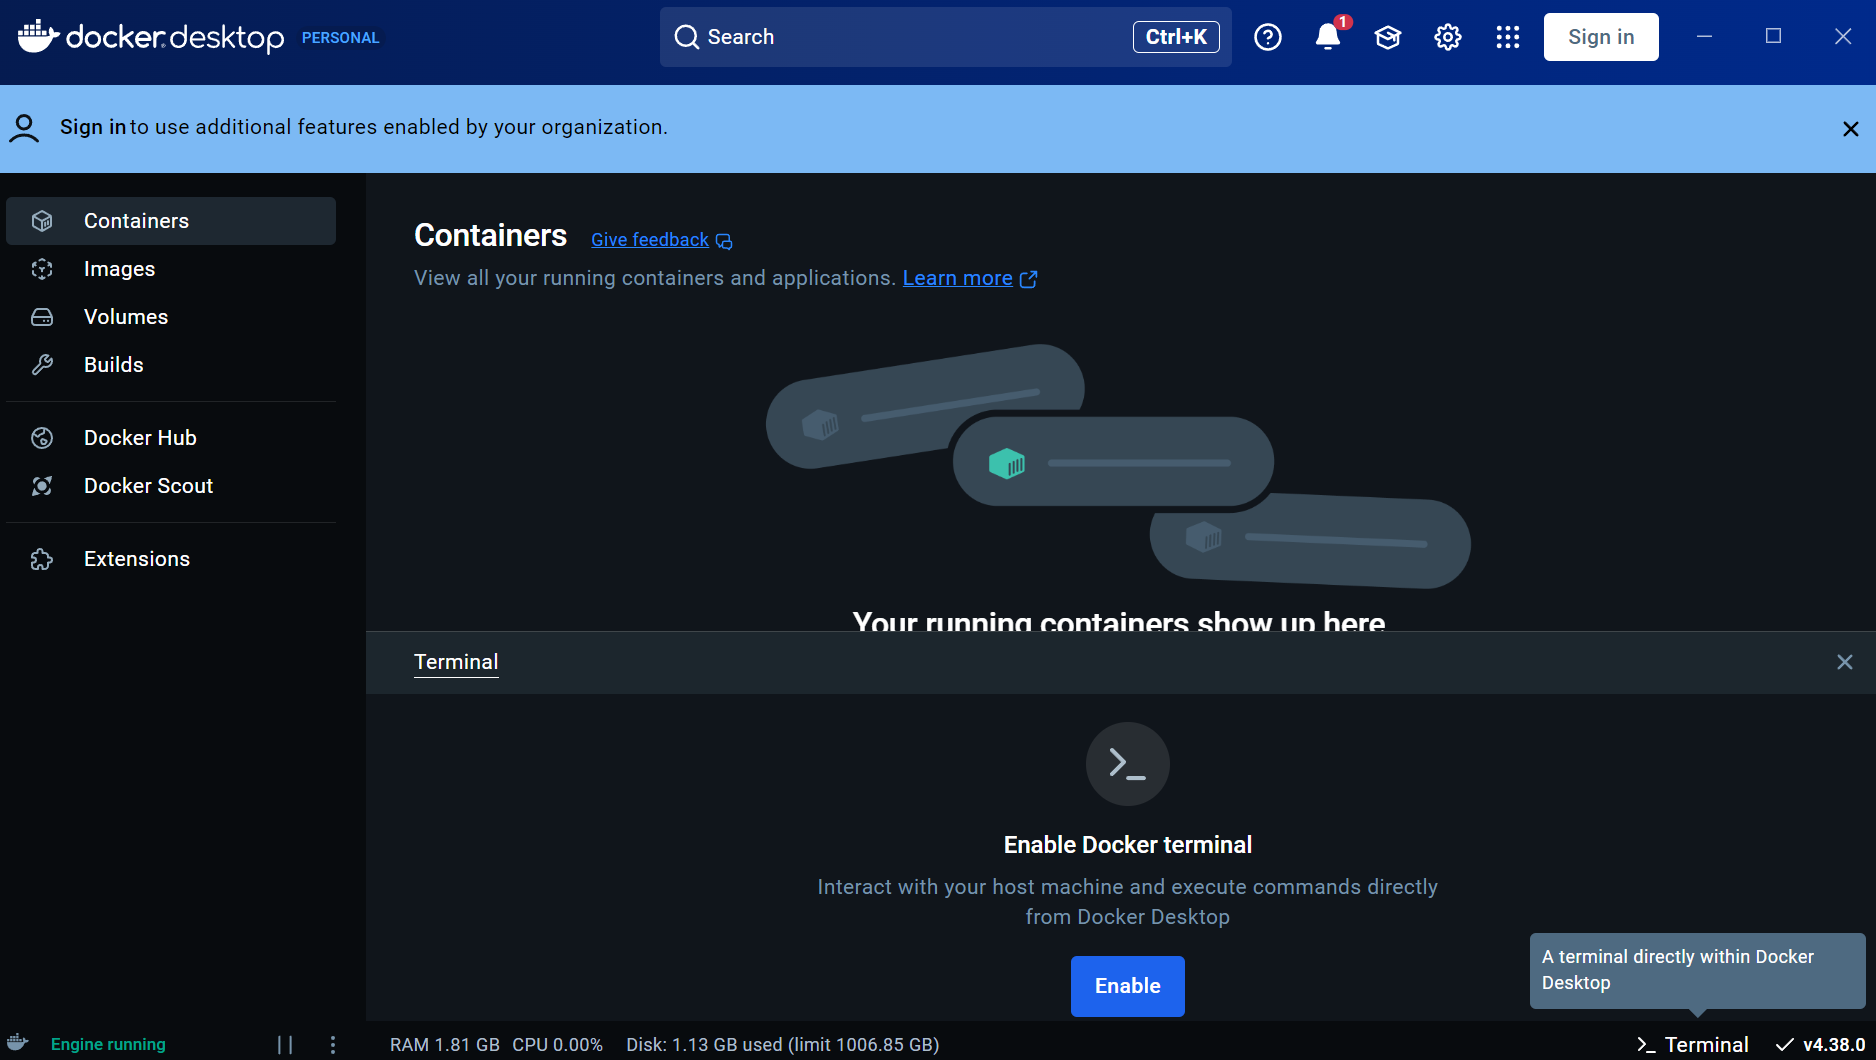 docker desktop PERSONAL
Search
Ctrl+K
1
Sign in
Sign in to use additional features enabled by your organization.
Containers
Images
Volumes
Builds
Docker Hub
Docker Scout
Extensions
Containers Give feedback
View all your running containers and applications. Learn more
Your running containers show up here
Terminal
Enable Docker terminal
Interact with your host machine and execute commands directly
from Docker Desktop
Enable
A terminal directly within Docker
Desktop
Engine running
RAM 1.81 GB CPU 0.00% Disk: 1.13 GB used (limit 1006.85 GB)
>_ Terminal
v4.38.0